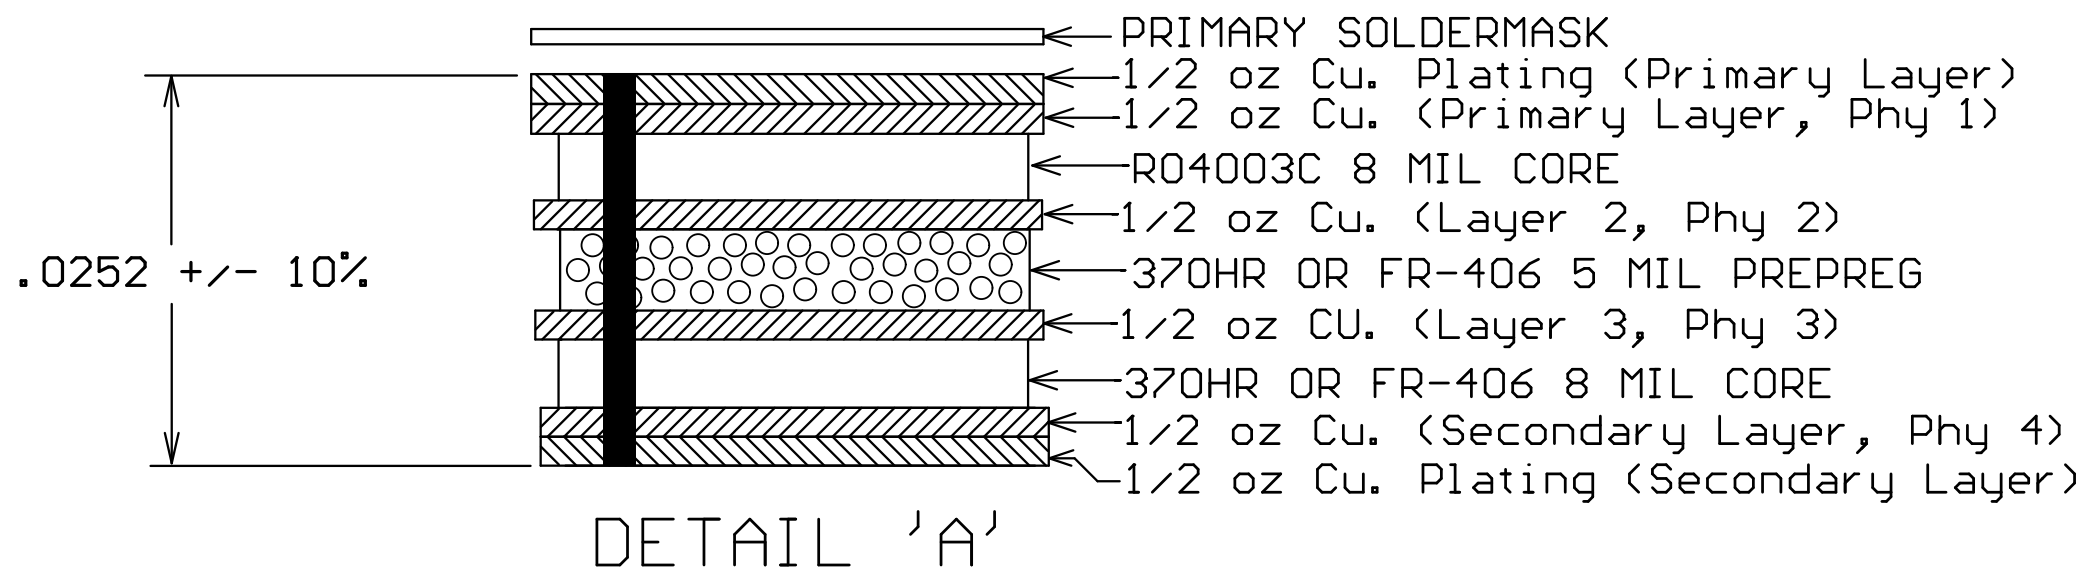 PRIMARY SOLDERMASK
1/2 oz Cu. Plating (Primary Layer)
1/2 oz Cu. (Primary Layer, Phy 1)
RO4003C 8 MIL CORE
1/2 oz Cu. (Layer 2, Phy 2)
.0252 +/- 10%
370HR OR FR-406 5 MIL PREPREG
1/2 oz CU. (Layer 3, Phy 3)
370HR OR FR-406 8 MIL CORE
1/2 oz Cu. (Secondary Layer, Phy 4)
1/2 oz Cu. Plating (Secondary Layer)
DETAIL 'A'